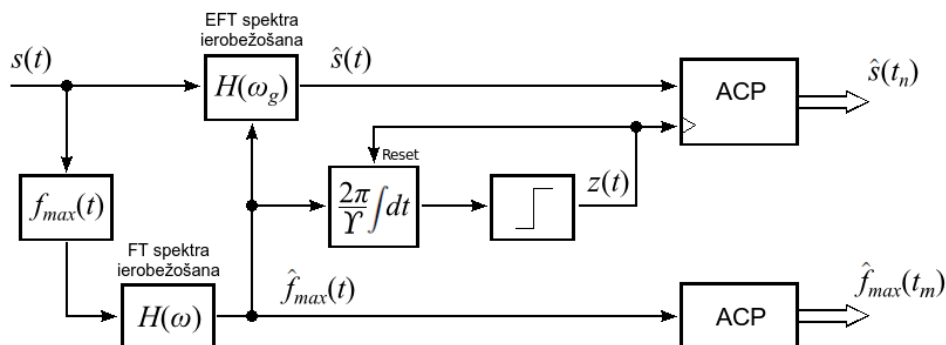 EFT spektra
ierobežošana
s(t)
H(ω_g)
ŝ(t)
ACP
ŝ(t_n)
Reset
f_max(t)
2π/ϒ ∫dt
z(t)
FT spektra
ierobežošana
H(ω)
f̂_max(t)
ACP
f̂_max(t_m)